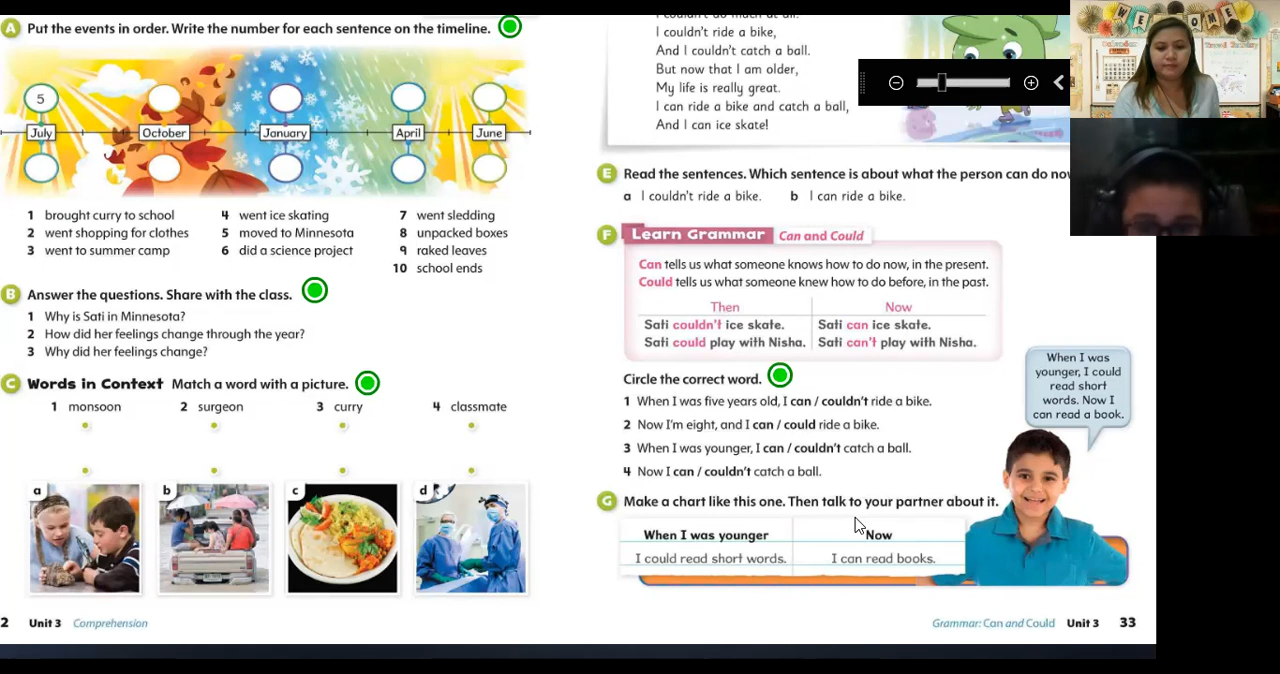 A Put the events in order. Write the number for each sentence on the timeline.
5
July
October
January
April
June
1 brought curry to school
2 went shopping for clothes
3 went to summer camp
4 went ice skating
5 moved to Minnesota
6 did a science project
7 went sledding
8 unpacked boxes
9 raked leaves
10 school ends
B Answer the questions. Share with the class.
1 Why is Sati in Minnesota?
2 How did her feelings change through the year?
3 Why did her feelings change?
C Words in Context Match a word with a picture.
1 monsoon 2 surgeon 3 curry 4 classmate
a b c d
2 Unit 3 Comprehension
I couldn't do much at all.
I couldn't ride a bike,
And I couldn't catch a ball.
But now that I am older,
My life is really great.
I can ride a bike and catch a ball,
And I can ice skate!
E Read the sentences. Which sentence is about what the person can do now
a I couldn't ride a bike. b I can ride a bike.
F Learn Grammar Can and Could
Can tells us what someone knows how to do now, in the present.
Could tells us what someone knew how to do before, in the past.
Then Now
Sati couldn't ice skate. Sati can ice skate.
Sati could play with Nisha. Sati can't play with Nisha.
Circle the correct word.
1 When I was five years old, I can / couldn't ride a bike.
2 Now I'm eight, and I can / could ride a bike.
3 When I was younger, I can / couldn't catch a ball.
4 Now I can / couldn't catch a ball.
When I was
younger, I could
read short
words. Now I
can read a book.
G Make a chart like this one. Then talk to your partner about it.
When I was younger Now
I could read short words. I can read books.
Grammar: Can and Could Unit 3 33
WELCOME